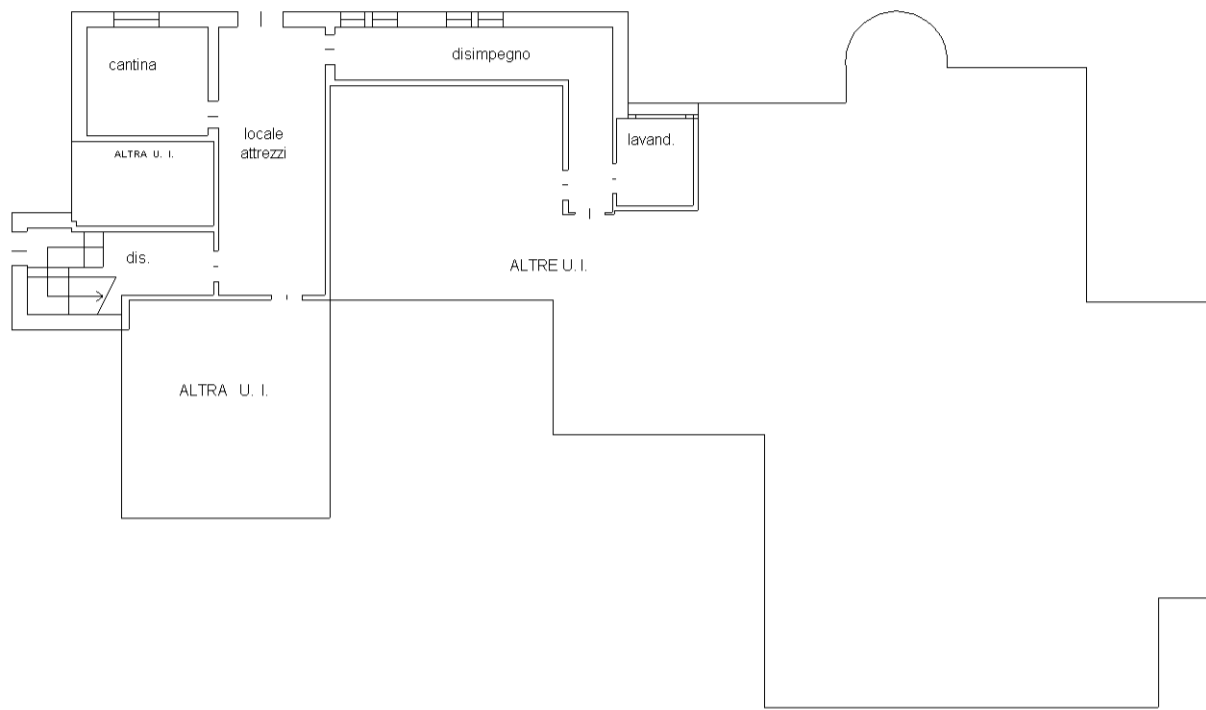 disimpegno
cantina
locale
attrezzi
lavand.
ALTRA U. I.
dis.
ALTRE U. I.
ALTRA U. I.